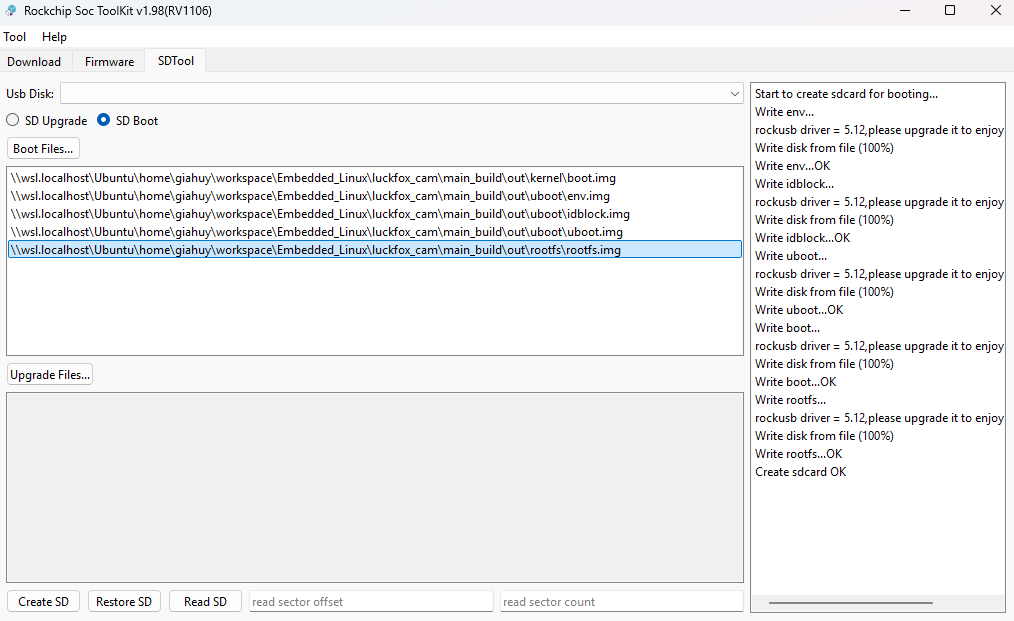 Rockchip Soc ToolKit v1.98(RV1106)
Tool Help
Download Firmware SDTool
Usb Disk:
SD Upgrade SD Boot
Boot Files...
\\wsl.localhost\Ubuntu\home\giahuy\workspace\Embedded_Linux\luckfox_cam\main_build\out\kernel\boot.img
\\wsl.localhost\Ubuntu\home\giahuy\workspace\Embedded_Linux\luckfox_cam\main_build\out\uboot\env.img
\\wsl.localhost\Ubuntu\home\giahuy\workspace\Embedded_Linux\luckfox_cam\main_build\out\uboot\idblock.img
\\wsl.localhost\Ubuntu\home\giahuy\workspace\Embedded_Linux\luckfox_cam\main_build\out\uboot\uboot.img
\\wsl.localhost\Ubuntu\home\giahuy\workspace\Embedded_Linux\luckfox_cam\main_build\out\rootfs\rootfs.img
Upgrade Files...
Create SD Restore SD Read SD read sector offset read sector count
Start to create sdcard for booting...
Write env...
rockusb driver = 5.12,please upgrade it to enjoy
Write disk from file (100%)
Write env...OK
Write idblock...
rockusb driver = 5.12,please upgrade it to enjoy
Write disk from file (100%)
Write idblock...OK
Write uboot...
rockusb driver = 5.12,please upgrade it to enjoy
Write disk from file (100%)
Write uboot...OK
Write boot...
rockusb driver = 5.12,please upgrade it to enjoy
Write disk from file (100%)
Write boot...OK
Write rootfs...
rockusb driver = 5.12,please upgrade it to enjoy
Write disk from file (100%)
Write rootfs...OK
Create sdcard OK